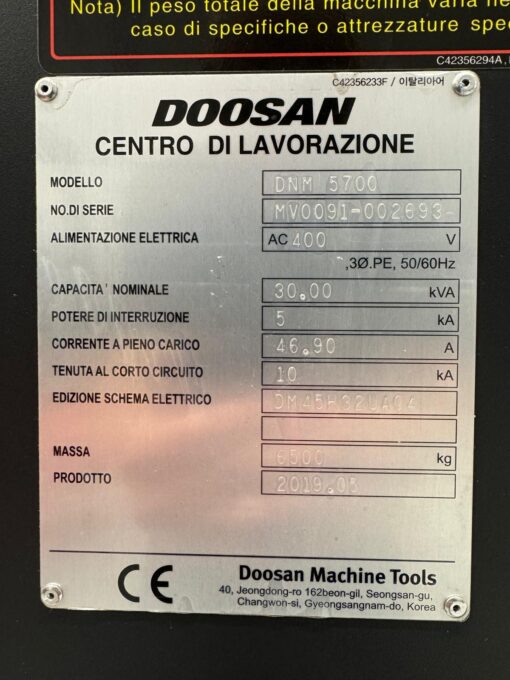 Nota) Il peso totale della macchina varia ne
caso di specifiche o attrezzature spe
C42356294A,
C42356233F / 이탈리아어
DOOSAN
CENTRO DI LAVORAZIONE
MODELLO DNM 5700
NO.DI SERIE MV0091-002693-
ALIMENTAZIONE ELETTRICA AC 400 V
,3Ø.PE, 50/60Hz
CAPACITA' NOMINALE 30.00 kVA
POTERE DI INTERRUZIONE 5 kA
CORRENTE A PIENO CARICO 46.90 A
TENUTA AL CORTO CIRCUITO 10 kA
EDIZIONE SCHEMA ELETTRICO DM45H32UA04
MASSA 6500 kg
PRODOTTO 2019.05
CE
Doosan Machine Tools
40, Jeongdong-ro 162beon-gil, Seongsan-gu,
Changwon-si, Gyeongsangnam-do, Korea